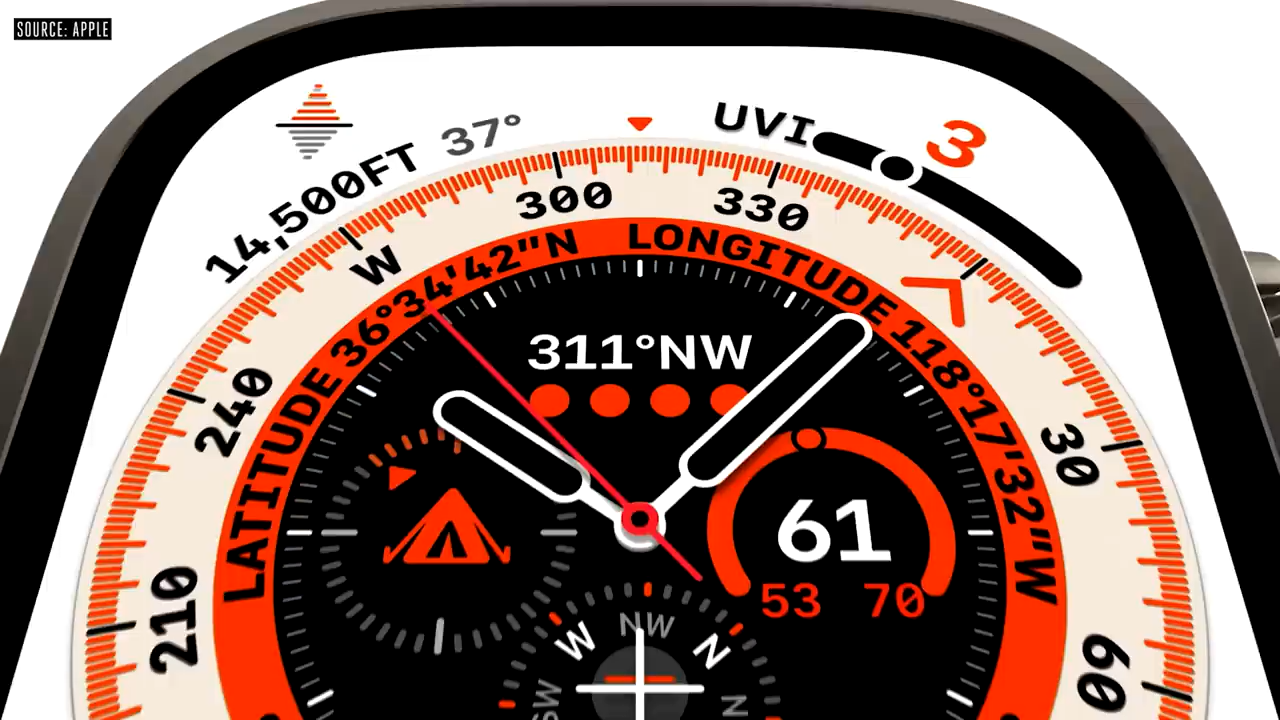 SOURCE: APPLE
14,500FT 37°
UVI 3
210 240 W 300 330 30 60
LATITUDE 36°34'42"N LONGITUDE 118°17'32"W
311°NW
61
53 70
W NW N
SW N